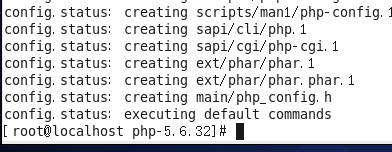 config.status: creating scripts/man1/php-config.1
config.status: creating sapi/cli/php.1
config.status: creating sapi/cgi/php-cgi.1
config.status: creating ext/phar/phar.1
config.status: creating ext/phar/phar.phar.1
config.status: creating main/php_config.h
config.status: executing default commands
[root@localhost php-5.6.32]#